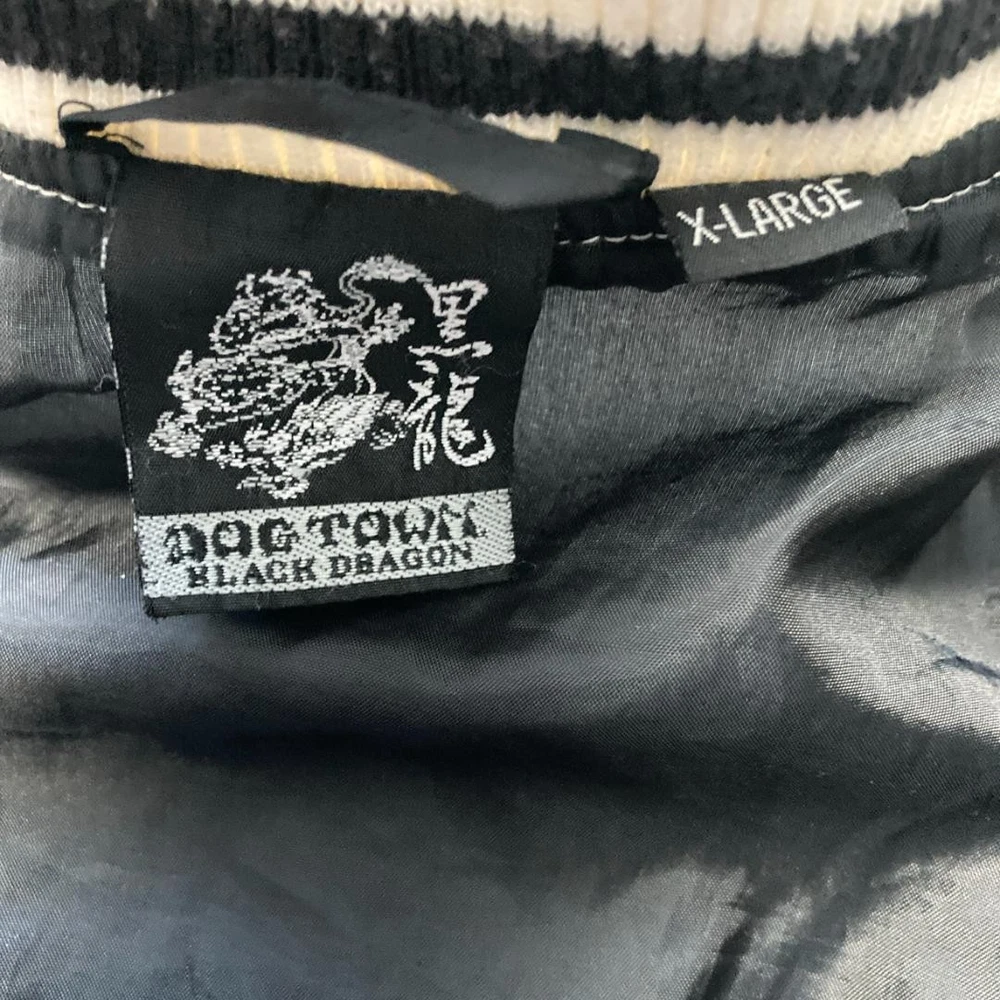 黒龍
DOG TOWN
BLACK DRAGON
X-LARGE